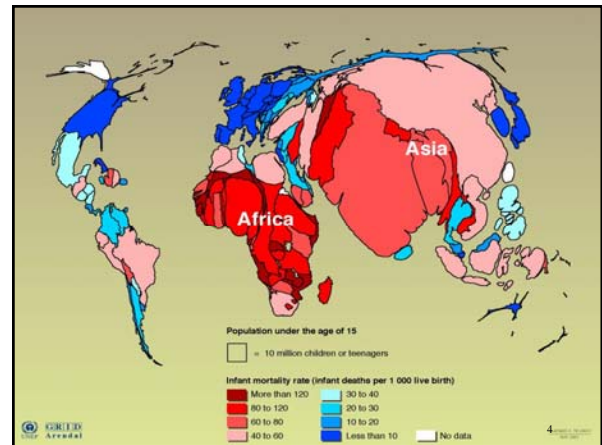 Asia
Africa
Population under the age of 15
= 10 million children or teenagers
Infant mortality rate (infant deaths per 1 000 live birth)
More than 120
80 to 120
60 to 80
40 to 60
30 to 40
20 to 30
10 to 20
Less than 10
No data
UNEP
GRID
Arendal
4